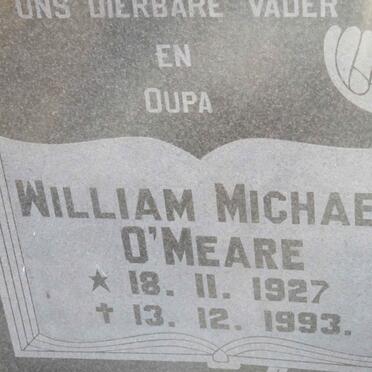 ONS DIERBARE VADER
EN
OUPA
WILLIAM MICHAE
O'MEARE
★ 18. 11. 1927
✝ 13. 12. 1993.